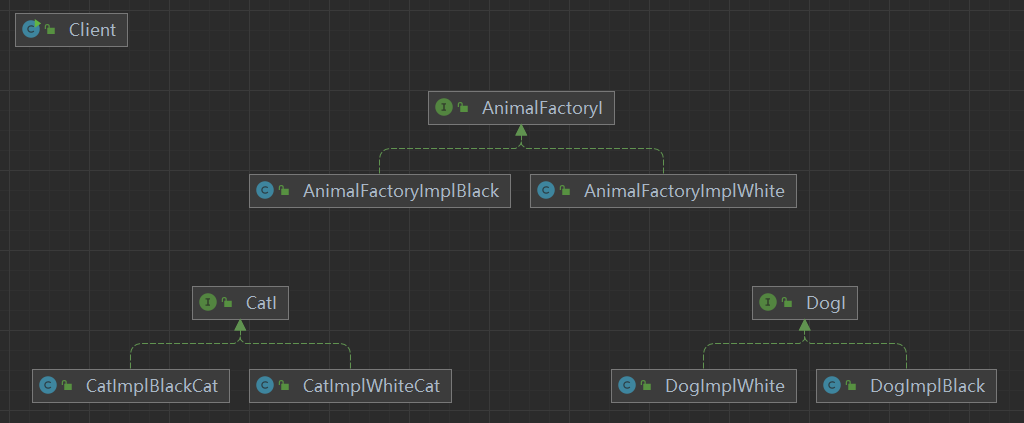 Client
AnimalFactoryI
AnimalFactoryImplBlack
AnimalFactoryImplWhite
CatI
DogI
CatImplBlackCat
CatImplWhiteCat
DogImplWhite
DogImplBlack